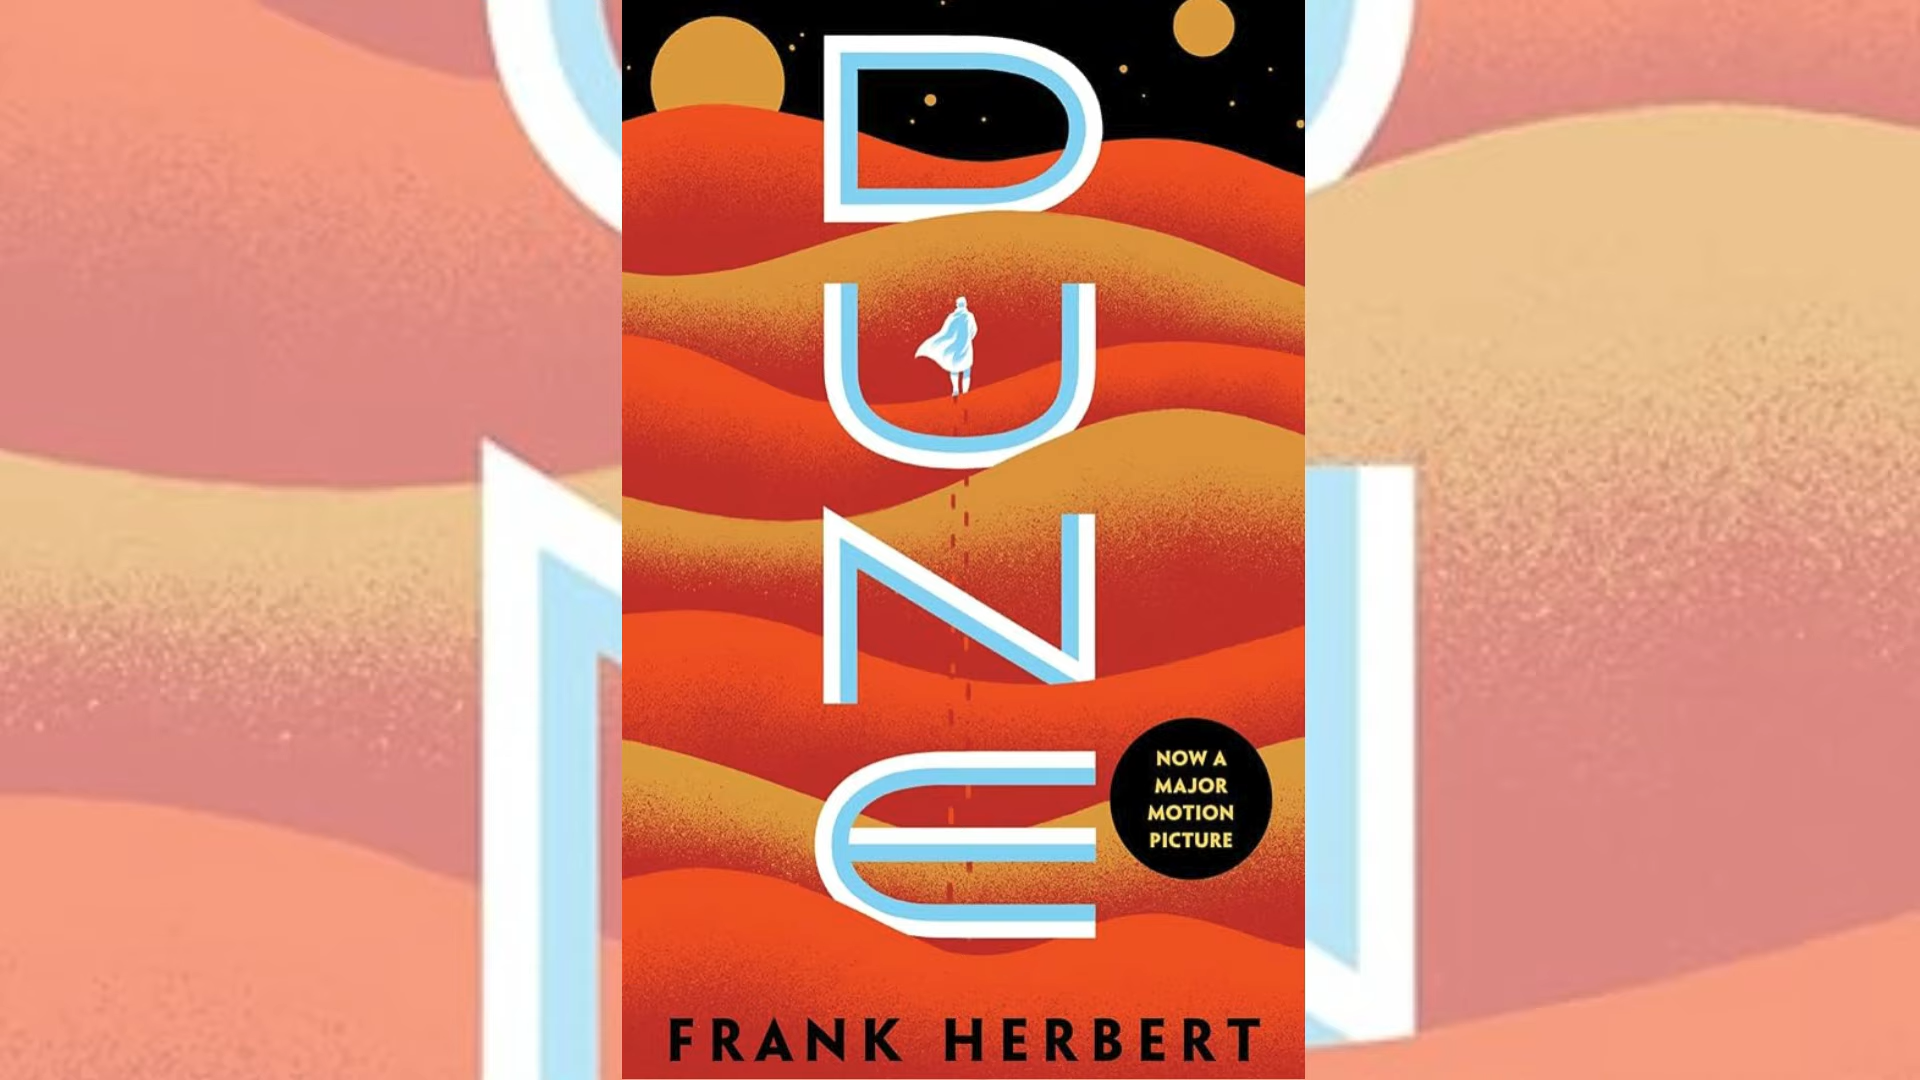 DUNE
NOW A
MAJOR
MOTION
PICTURE
FRANK HERBERT